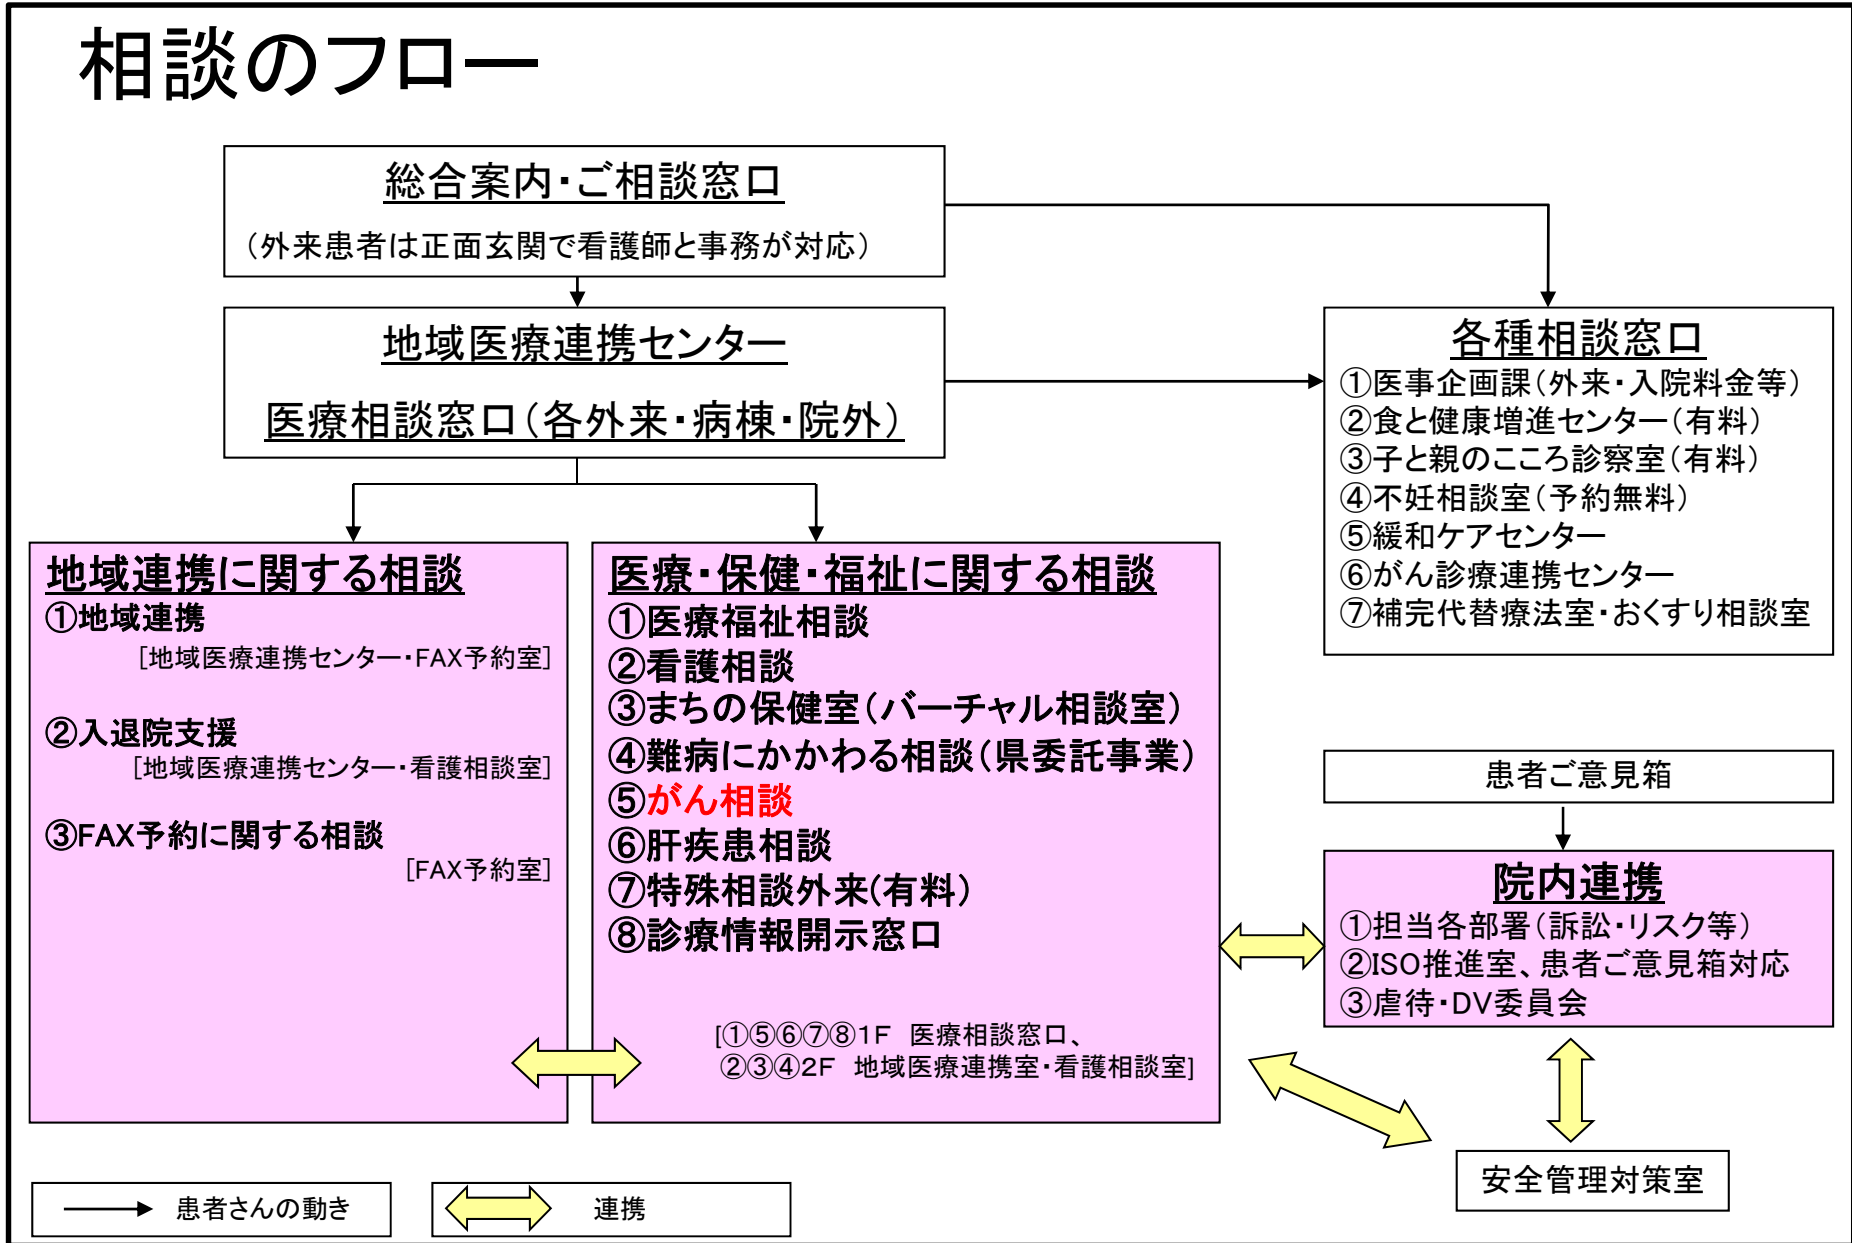 相談のフロー
総合案内・ご相談窓口
（外来患者は正面玄関で看護師と事務が対応）
地域医療連携センター
医療相談窓口（各外来・病棟・院外）
各種相談窓口
①医事企画課（外来・入院料金等）
②食と健康増進センター（有料）
③子と親のこころ診察室（有料）
④不妊相談室（予約無料）
⑤緩和ケアセンター
⑥がん診療連携センター
⑦補完代替療法室・おくすり相談室
地域連携に関する相談
①地域連携
[地域医療連携センター・FAX予約室]
②入退院支援
[地域医療連携センター・看護相談室]
③FAX予約に関する相談
[FAX予約室]
医療・保健・福祉に関する相談
①医療福祉相談
②看護相談
③まちの保健室（バーチャル相談室）
④難病にかかわる相談（県委託事業）
⑤がん相談
⑥肝疾患相談
⑦特殊相談外来(有料）
⑧診療情報開示窓口
[①⑤⑥⑦⑧1F 医療相談窓口、
②③④2F 地域医療連携室・看護相談室]
患者ご意見箱
院内連携
①担当各部署（訴訟・リスク等）
②ISO推進室、患者ご意見箱対応
③虐待・DV委員会
安全管理対策室
患者さんの動き
連携